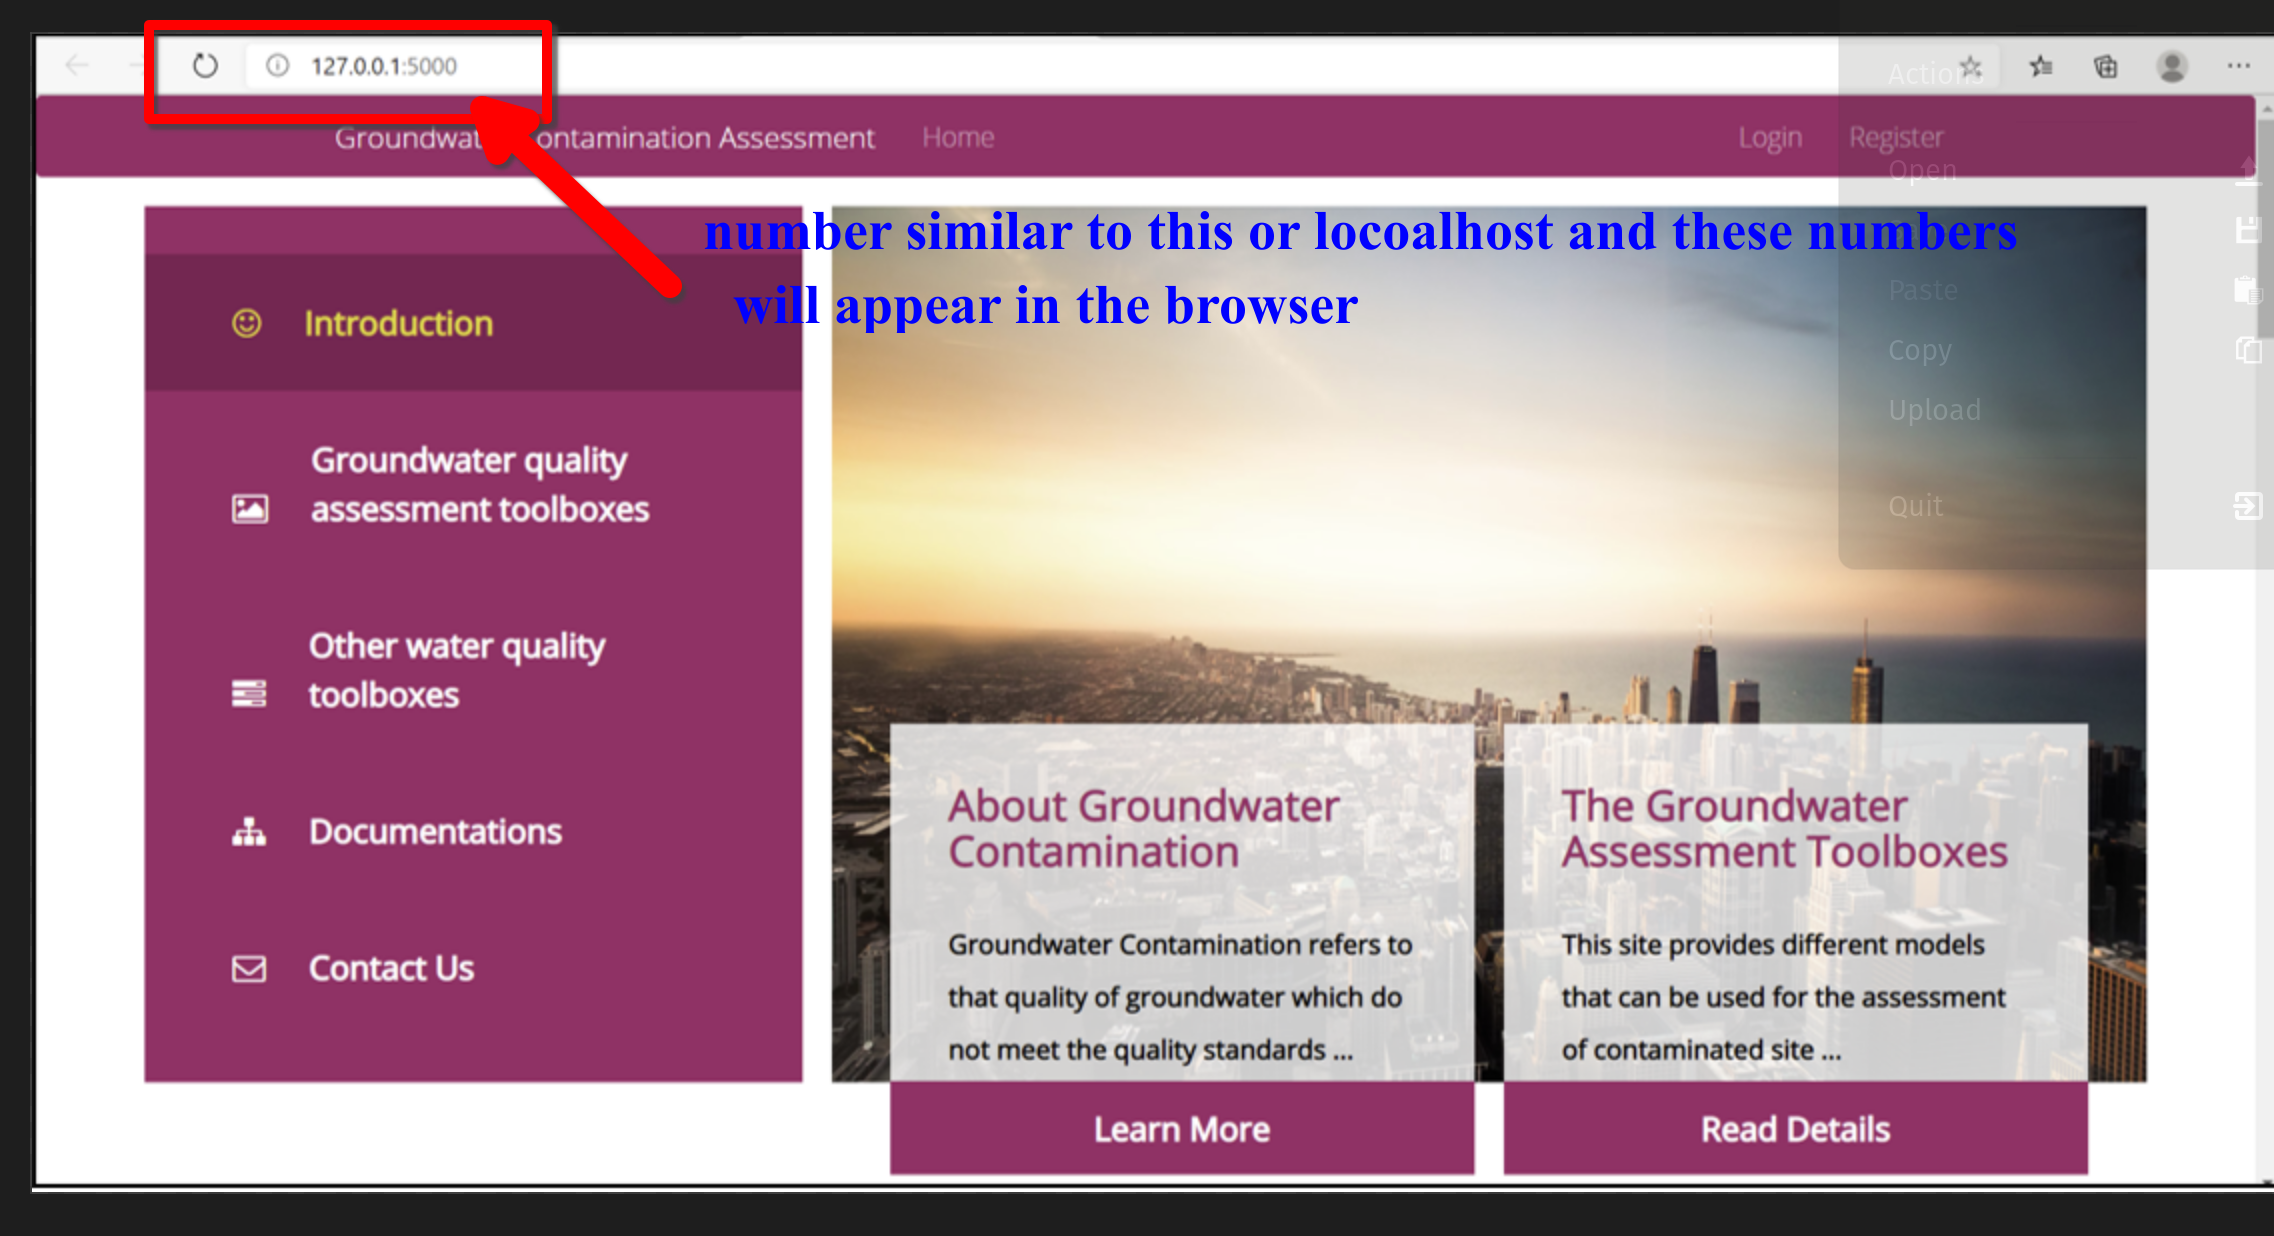 127.0.0.1:5000
Groundwat ontamination Assessment Home Login Register
number similar to this or locoalhost and these numbers
will appear in the browser
Introduction
Groundwater quality
assessment toolboxes
Other water quality
toolboxes
Documentations
Contact Us
About Groundwater
Contamination
Groundwater Contamination refers to
that quality of groundwater which do
not meet the quality standards ...
Learn More
The Groundwater
Assessment Toolboxes
This site provides different models
that can be used for the assessment
of contaminated site ...
Read Details
Actions
Open
Paste
Copy
Upload
Quit